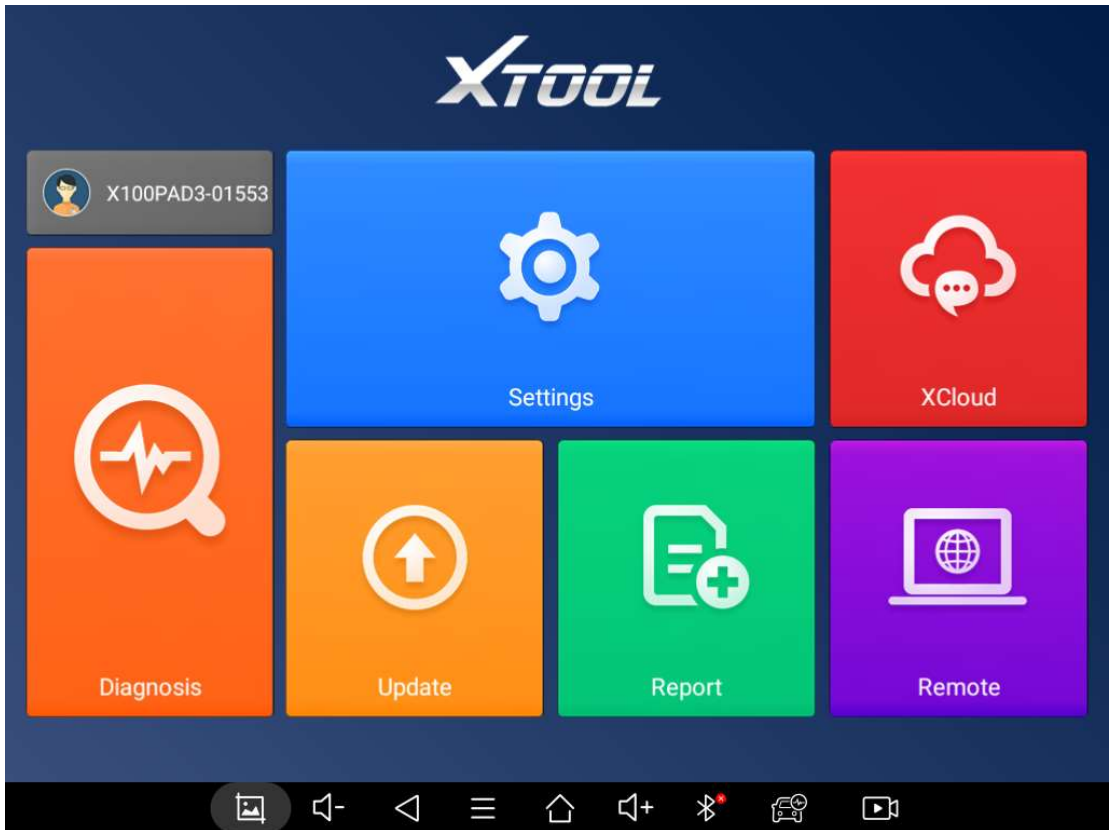 XTOOL
X100PAD3-01553
Settings
XCloud
Diagnosis
Update
Report
Remote